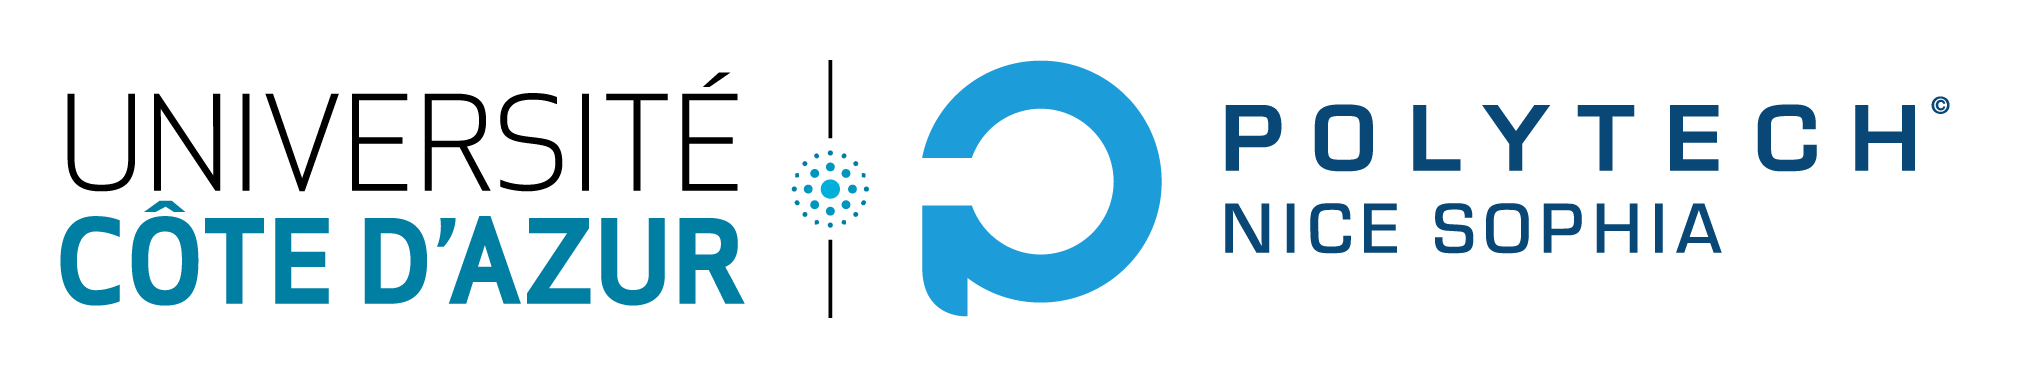 UNIVERSITÉ
CÔTE D’AZUR
POLYTECH©
NICE SOPHIA